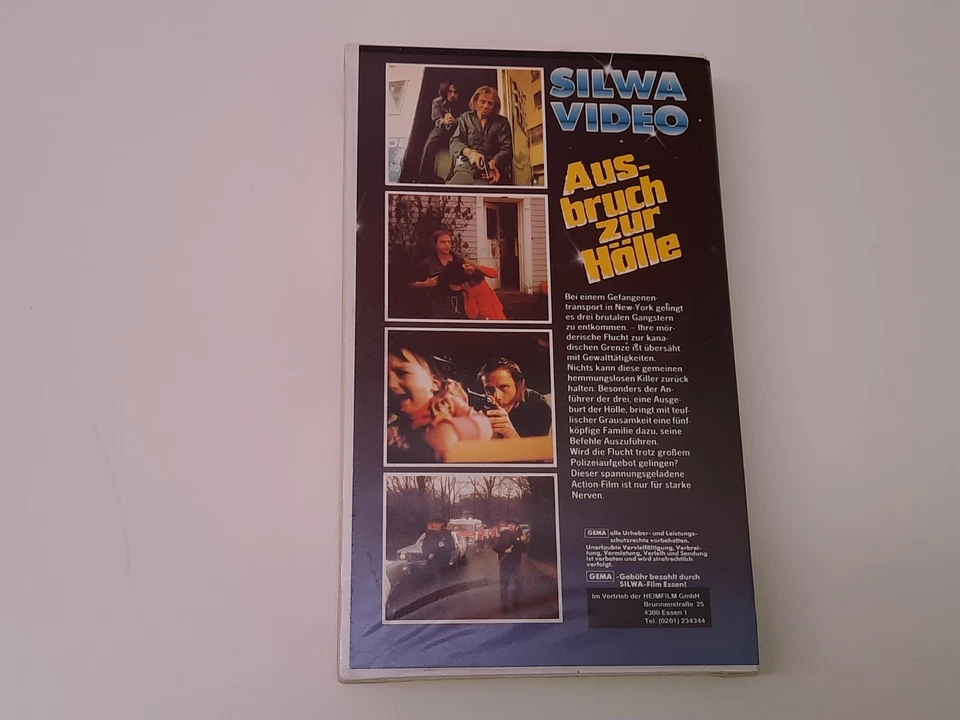 SILWA
VIDEO
Aus-
bruch
zur
Hölle
Bei einem Gefangenen-
transport in New-York gelingt
es drei brutalen Gangstern
zu entkommen. – Ihre mör-
derische Flucht zur kana-
dischen Grenze ist übersäht
mit Gewalttätigkeiten.
Nichts kann diese gemeinen
hemmungslosen Killer zurück
halten. Besonders der An-
führer der drei, eine Ausge-
burt der Hölle, bringt mit teuf-
lischer Grausamkeit eine fünf-
köpfige Familie dazu, seine
Befehle Auszuführen.
Wird die Flucht trotz großem
Polizeiaufgebot gelingen?
Dieser spannungsgeladene
Action-Film ist nur für starke
Nerven.
GEMA alle Urheber- und Leistungs-
schutzrechte vorbehalten.
Unerlaubte Vervielfältigung, Verbrei-
tung, Vermietung, Verleih und Sendung
ist verboten und wird strafrechtlich
verfolgt.
GEMA -Gebühr bezahlt durch
SILWA-Film Essen!
Im Vertrieb der HEIMFILM GmbH
Brunnenstraße 25
4300 Essen 1
Tel. (0201) 234344